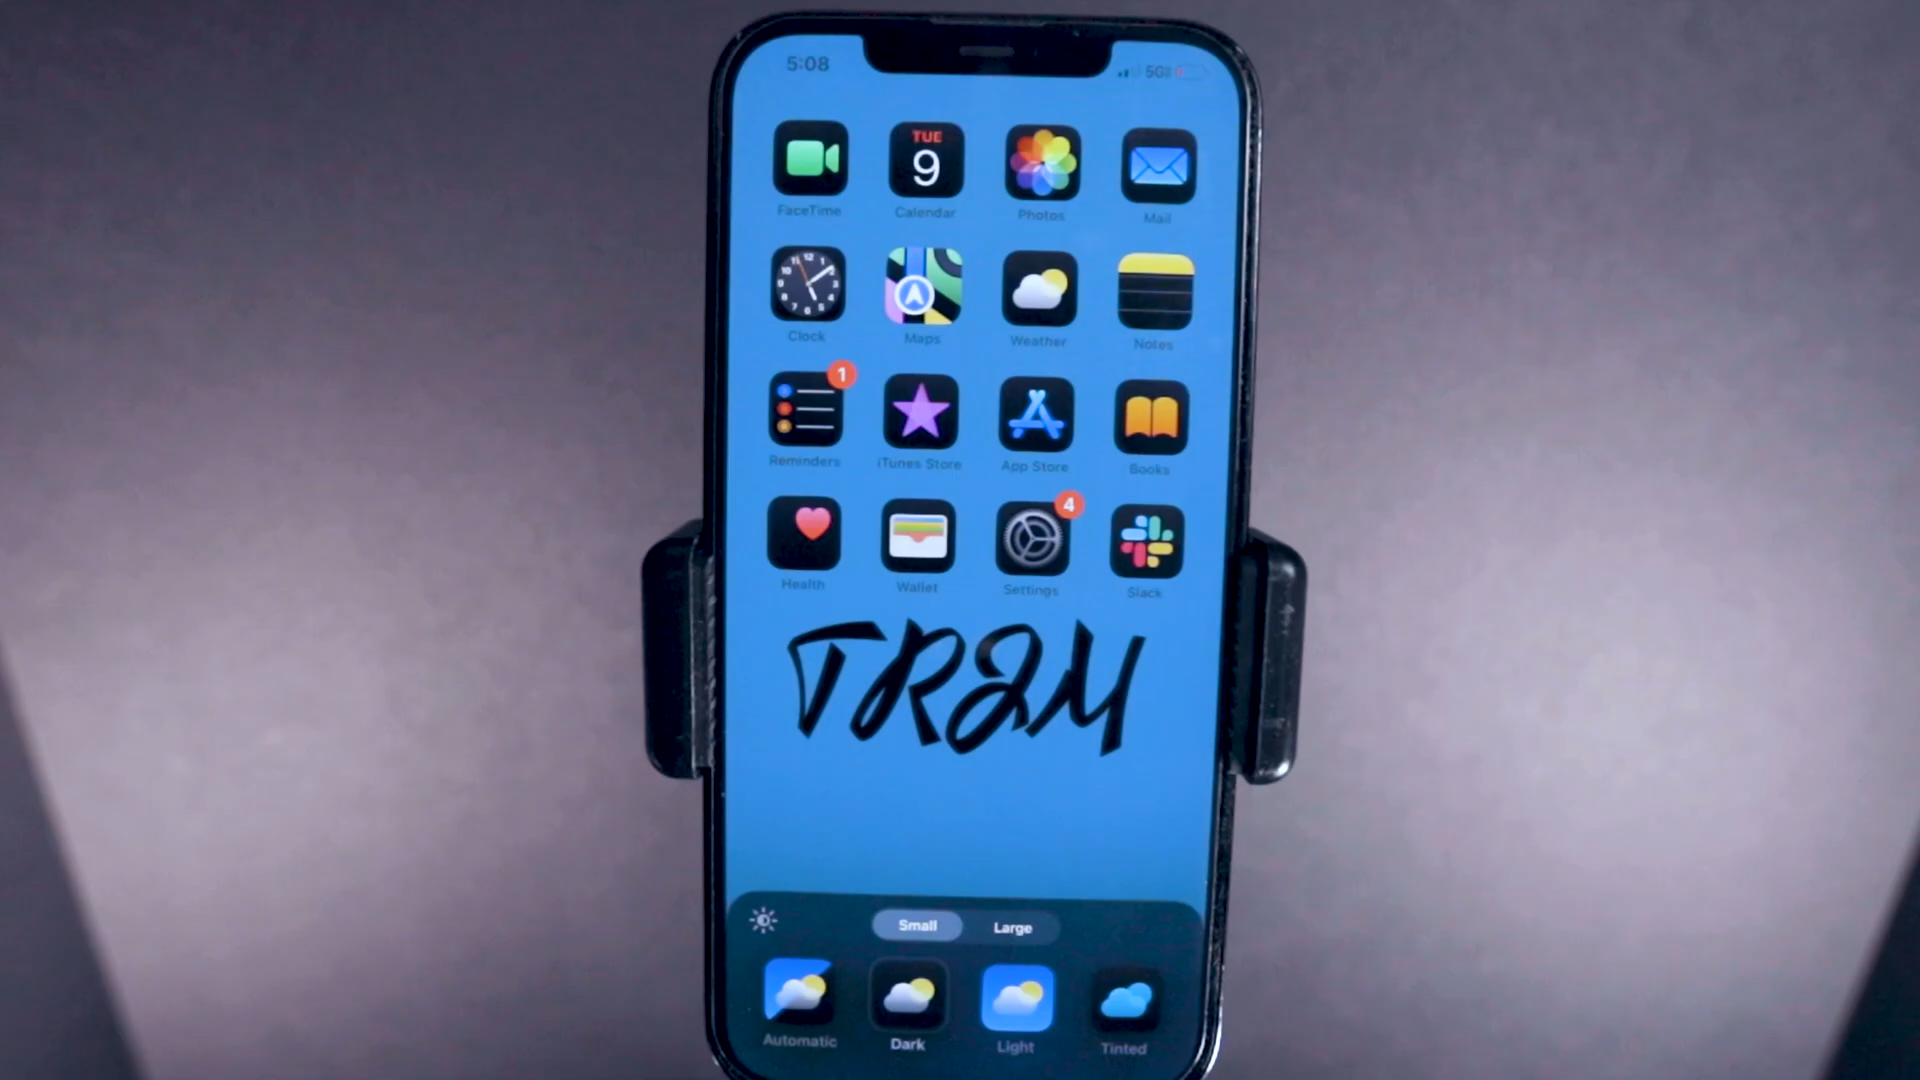 5:08
5G
FaceTime
TUE
9
Calendar
Photos
Mail
Clock
Maps
Weather
Notes
1
Reminders
iTunes Store
App Store
Books
Health
Wallet
4
Settings
Slack
TRAM
Small
Large
Automatic
Dark
Light
Tinted